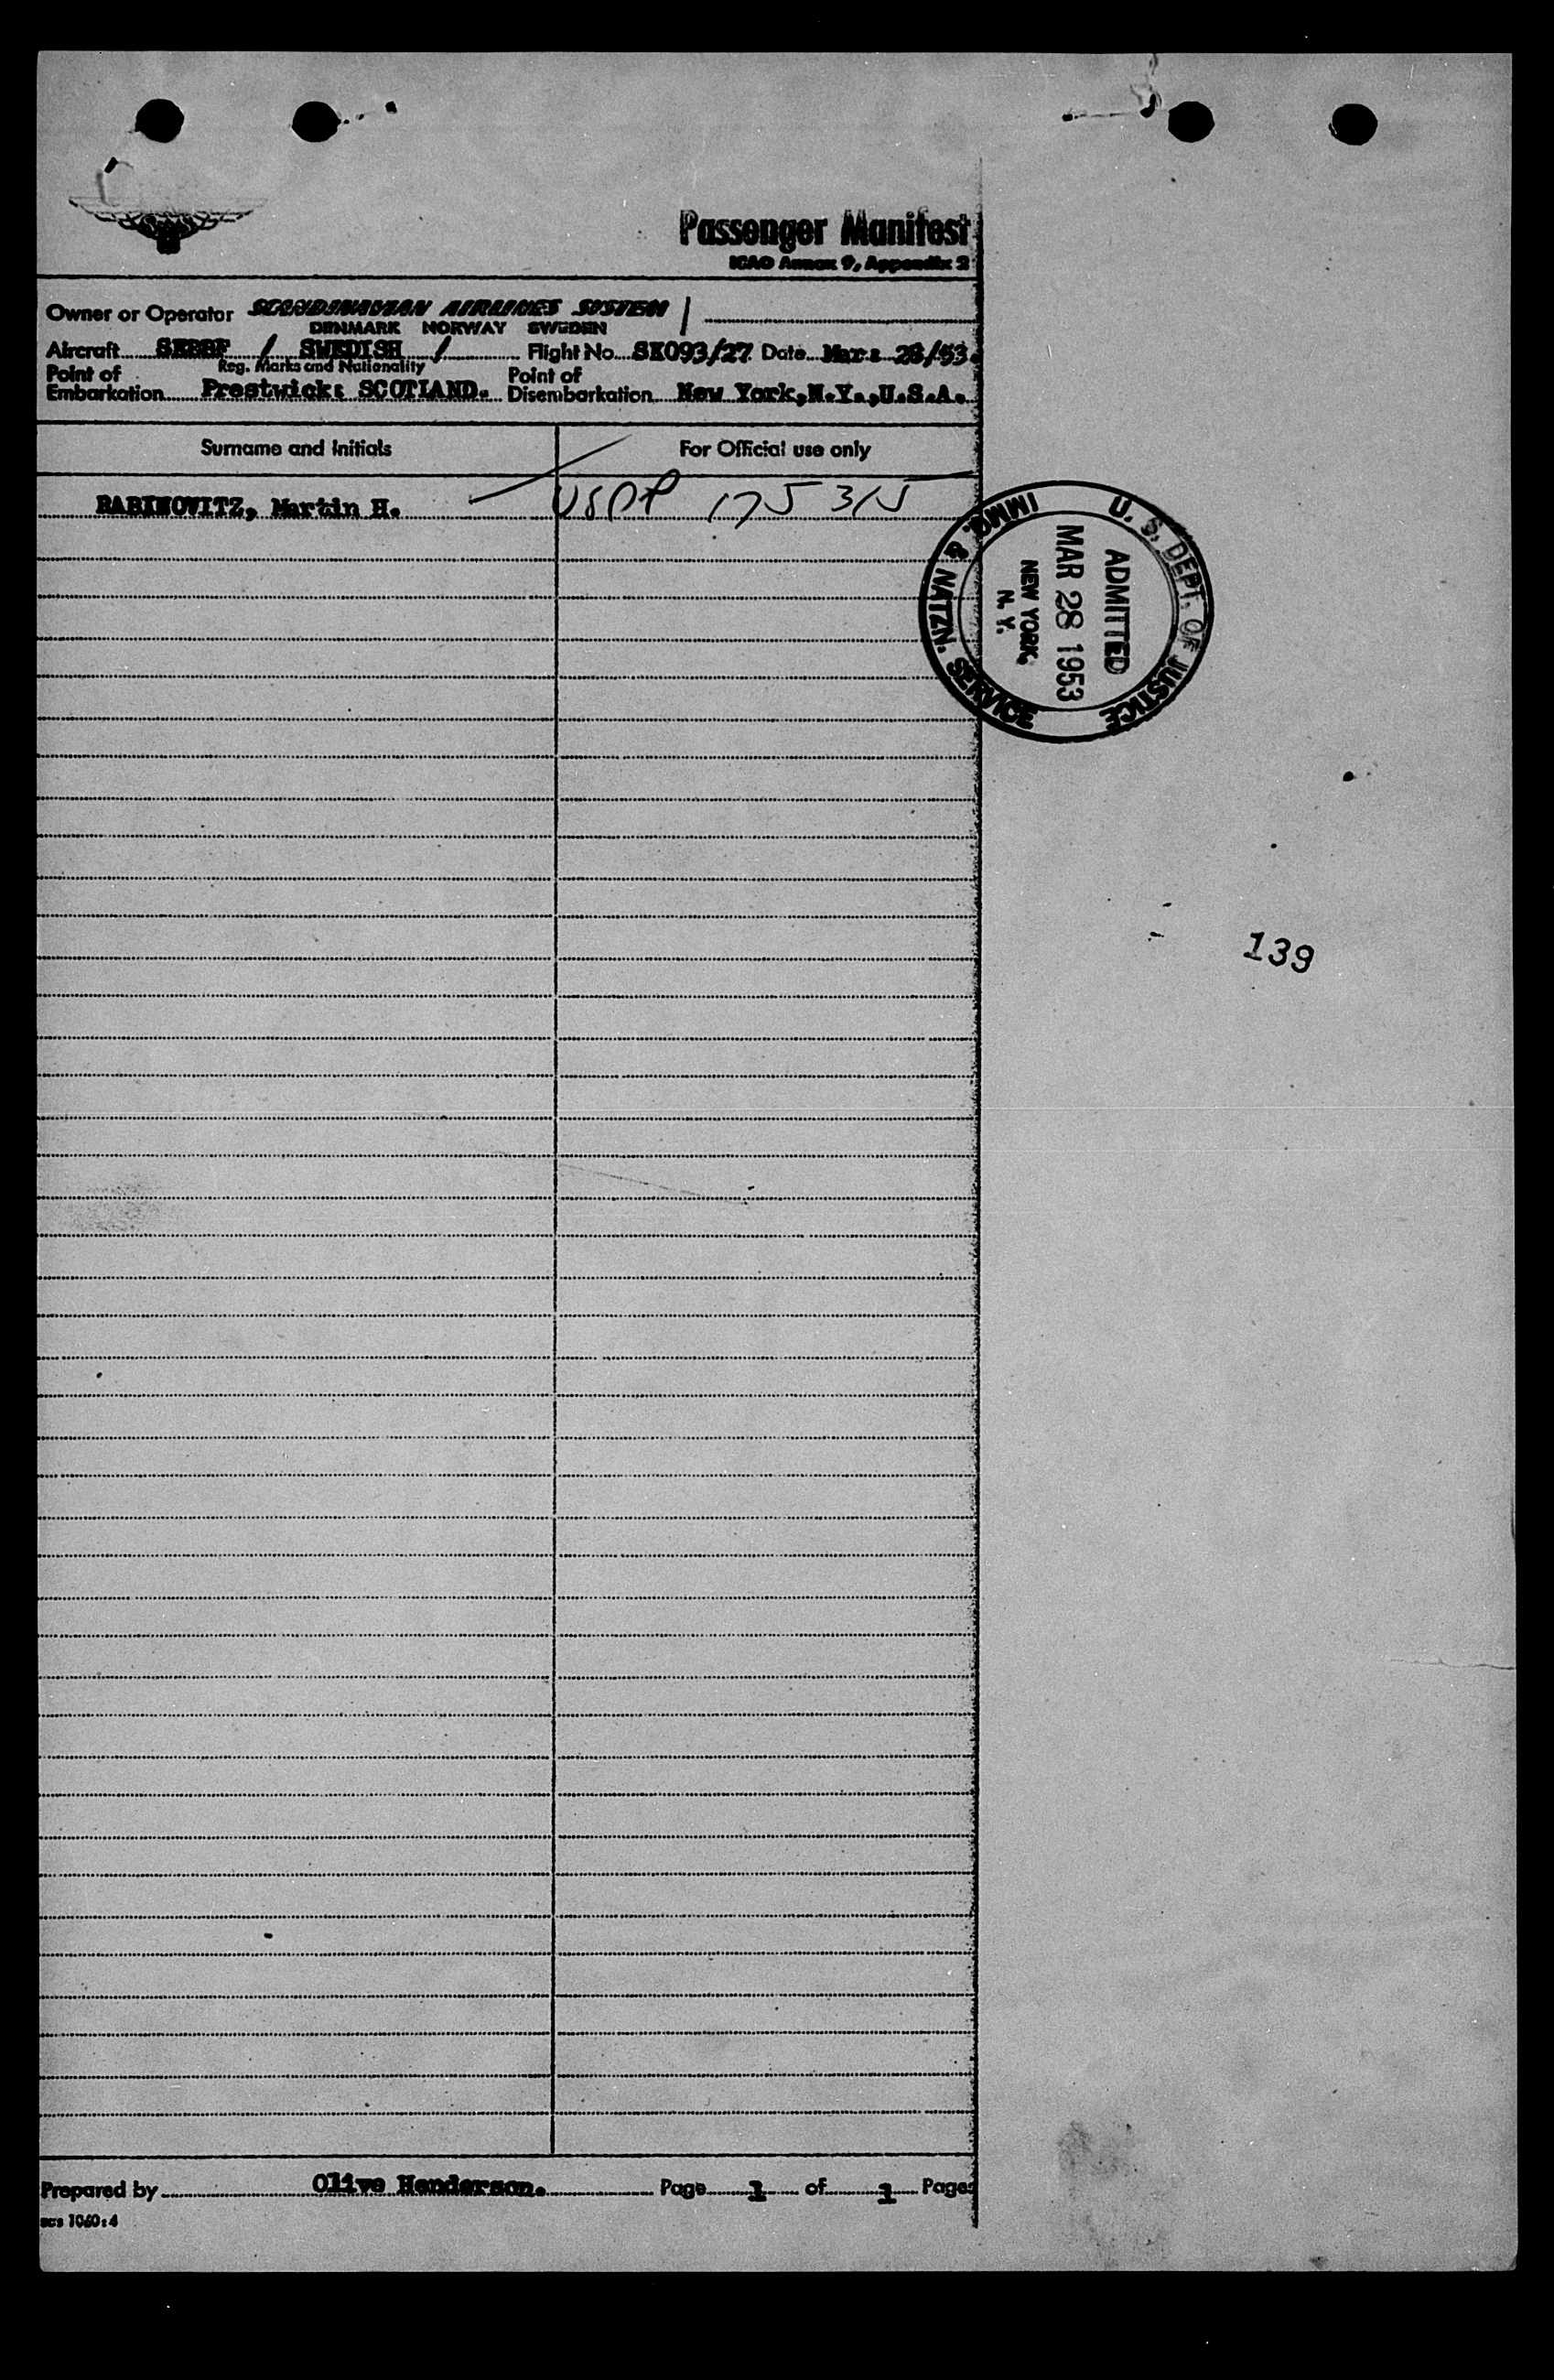 Passenger Manifest
ICAO Annex 9, Appendix 2
Owner or Operator SCANDINAVIAN AIRLINES SYSTEM /
DENMARK NORWAY SWEDEN
Aircraft / SWEDISH / Flight No. SK093/27 Date Mar: 28/53.
Reg. Marks and Nationality
Point of Embarkation Prestwick: SCOTLAND. Point of Disembarkation New York,N.Y.,U.S.A.
Surname and Initials For Official use only
RABINOWITZ, Martin H. USPP 175315
U. S. DEPT. OF JUSTICE
ADMITTED
MAR 28 1953
NEW YORK,
N. Y.
IMMG. & NATZN. SERVICE
139
Prepared by Olive Henderson. Page 1 of 1 Pages
scs 1060:4